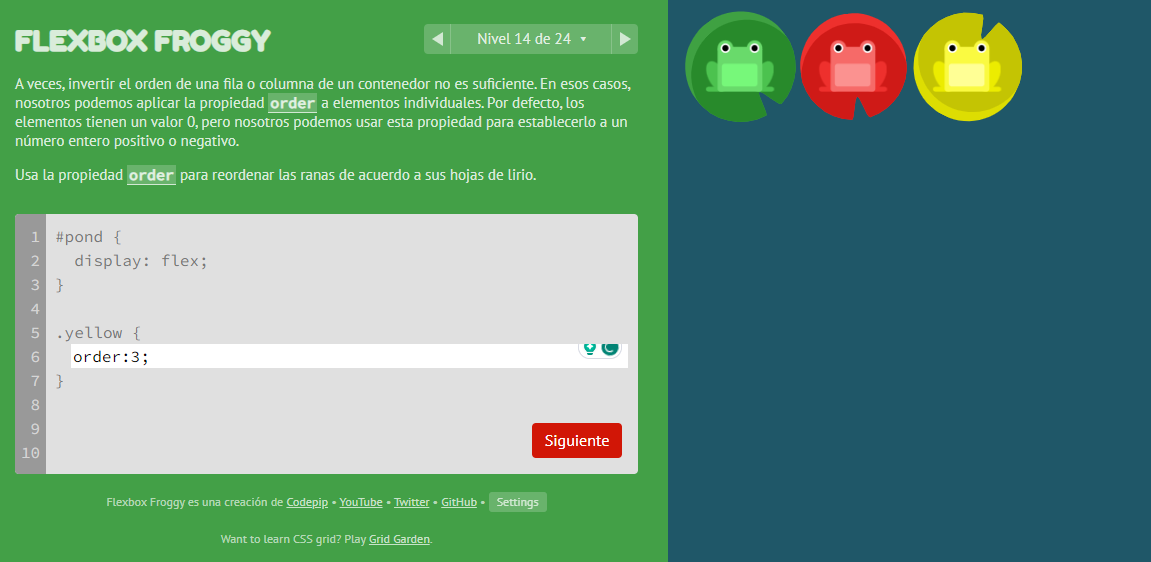 FLEXBOX FROGGY
Nivel 14 de 24
A veces, invertir el orden de una fila o columna de un contenedor no es suficiente. En esos casos,
nosotros podemos aplicar la propiedad order a elementos individuales. Por defecto, los
elementos tienen un valor 0, pero nosotros podemos usar esta propiedad para establecerlo a un
número entero positivo o negativo.
Usa la propiedad order para reordenar las ranas de acuerdo a sus hojas de lirio.
1 #pond {
2 display: flex;
3 }
4
5 .yellow {
6 order:3;
7 }
8
9
10
Siguiente
Flexbox Froggy es una creación de Codepip • YouTube • Twitter • GitHub • Settings
Want to learn CSS grid? Play Grid Garden.